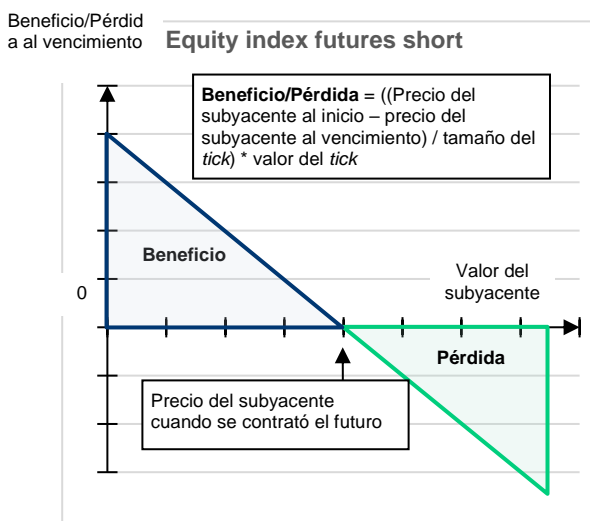 Beneficio/Pérdid
a al vencimiento
Equity index futures short
Beneficio/Pérdida = ((Precio del
subyacente al inicio – precio del
subyacente al vencimiento) / tamaño del
tick) * valor del tick
Beneficio
Valor del
subyacente
0
Pérdida
Precio del subyacente
cuando se contrató el futuro